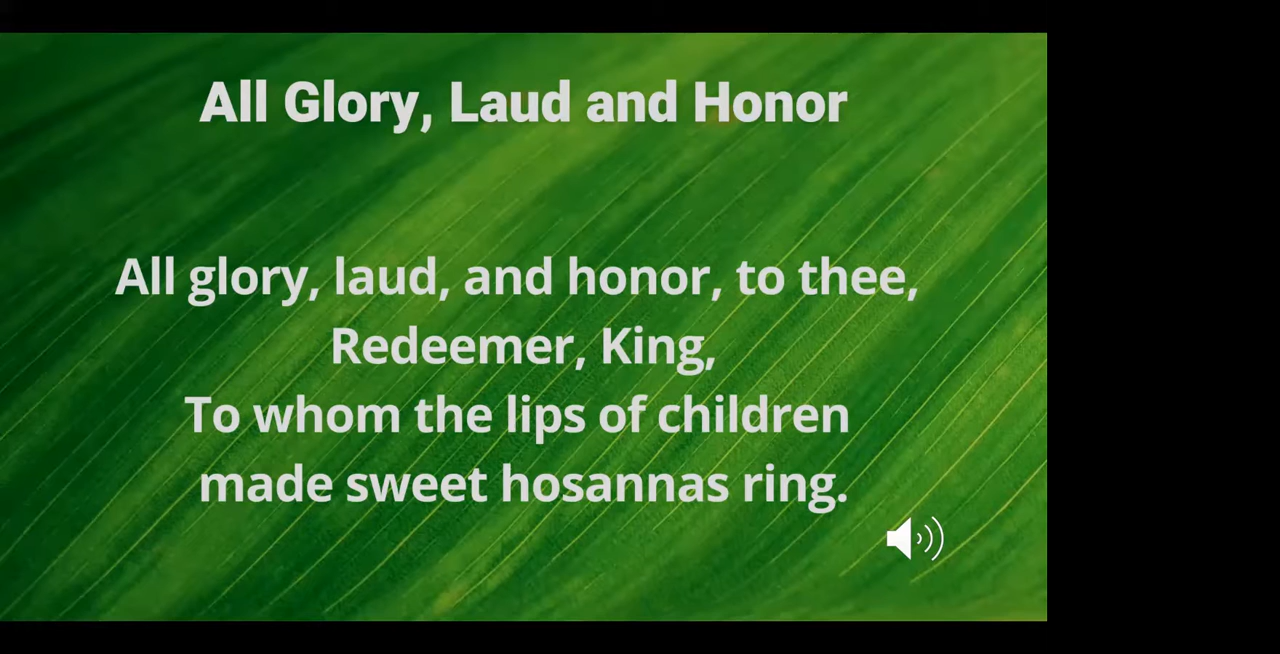 All Glory, Laud and Honor
All glory, laud, and honor, to thee,
Redeemer, King,
To whom the lips of children
made sweet hosannas ring.